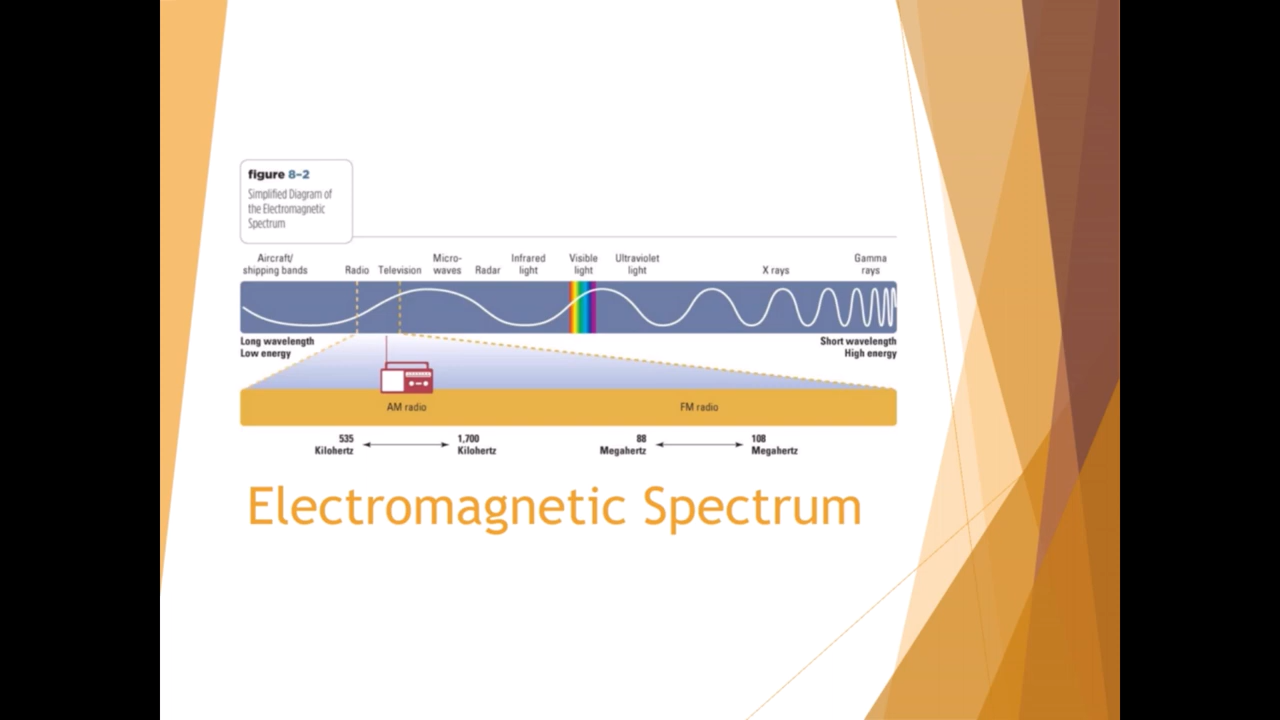 figure 8–2
Simplified Diagram of
the Electromagnetic
Spectrum
Aircraft/
shipping bands
Radio
Television
Micro-
waves
Radar
Infrared
light
Visible
light
Ultraviolet
light
X rays
Gamma
rays
Long wavelength
Low energy
Short wavelength
High energy
AM radio
FM radio
535
Kilohertz
1,700
Kilohertz
88
Megahertz
108
Megahertz
Electromagnetic Spectrum